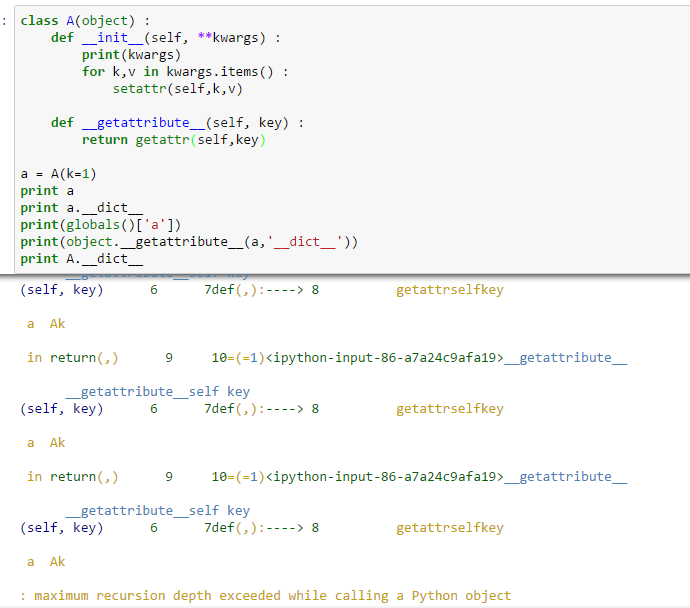 : class A(object) :
    def __init__(self, **kwargs) :
        print(kwargs)
        for k,v in kwargs.items() :
            setattr(self,k,v)
    def __getattribute__(self, key) :
        return getattr(self,key)
a = A(k=1)
print a
print a.__dict__
print(globals()['a'])
print(object.__getattribute__(a,'__dict__'))
print A.__dict__
__getattribute__self key
(self, key)      6      7def(,):----> 8          getattrselfkey
 a  Ak
 in return(,)      9     10=(=1)<ipython-input-86-a7a24c9afa19>__getattribute__
      __getattribute__self key
(self, key)      6      7def(,):----> 8          getattrselfkey
 a  Ak
 in return(,)      9     10=(=1)<ipython-input-86-a7a24c9afa19>__getattribute__
      __getattribute__self key
(self, key)      6      7def(,):----> 8          getattrselfkey
 a  Ak
: maximum recursion depth exceeded while calling a Python object